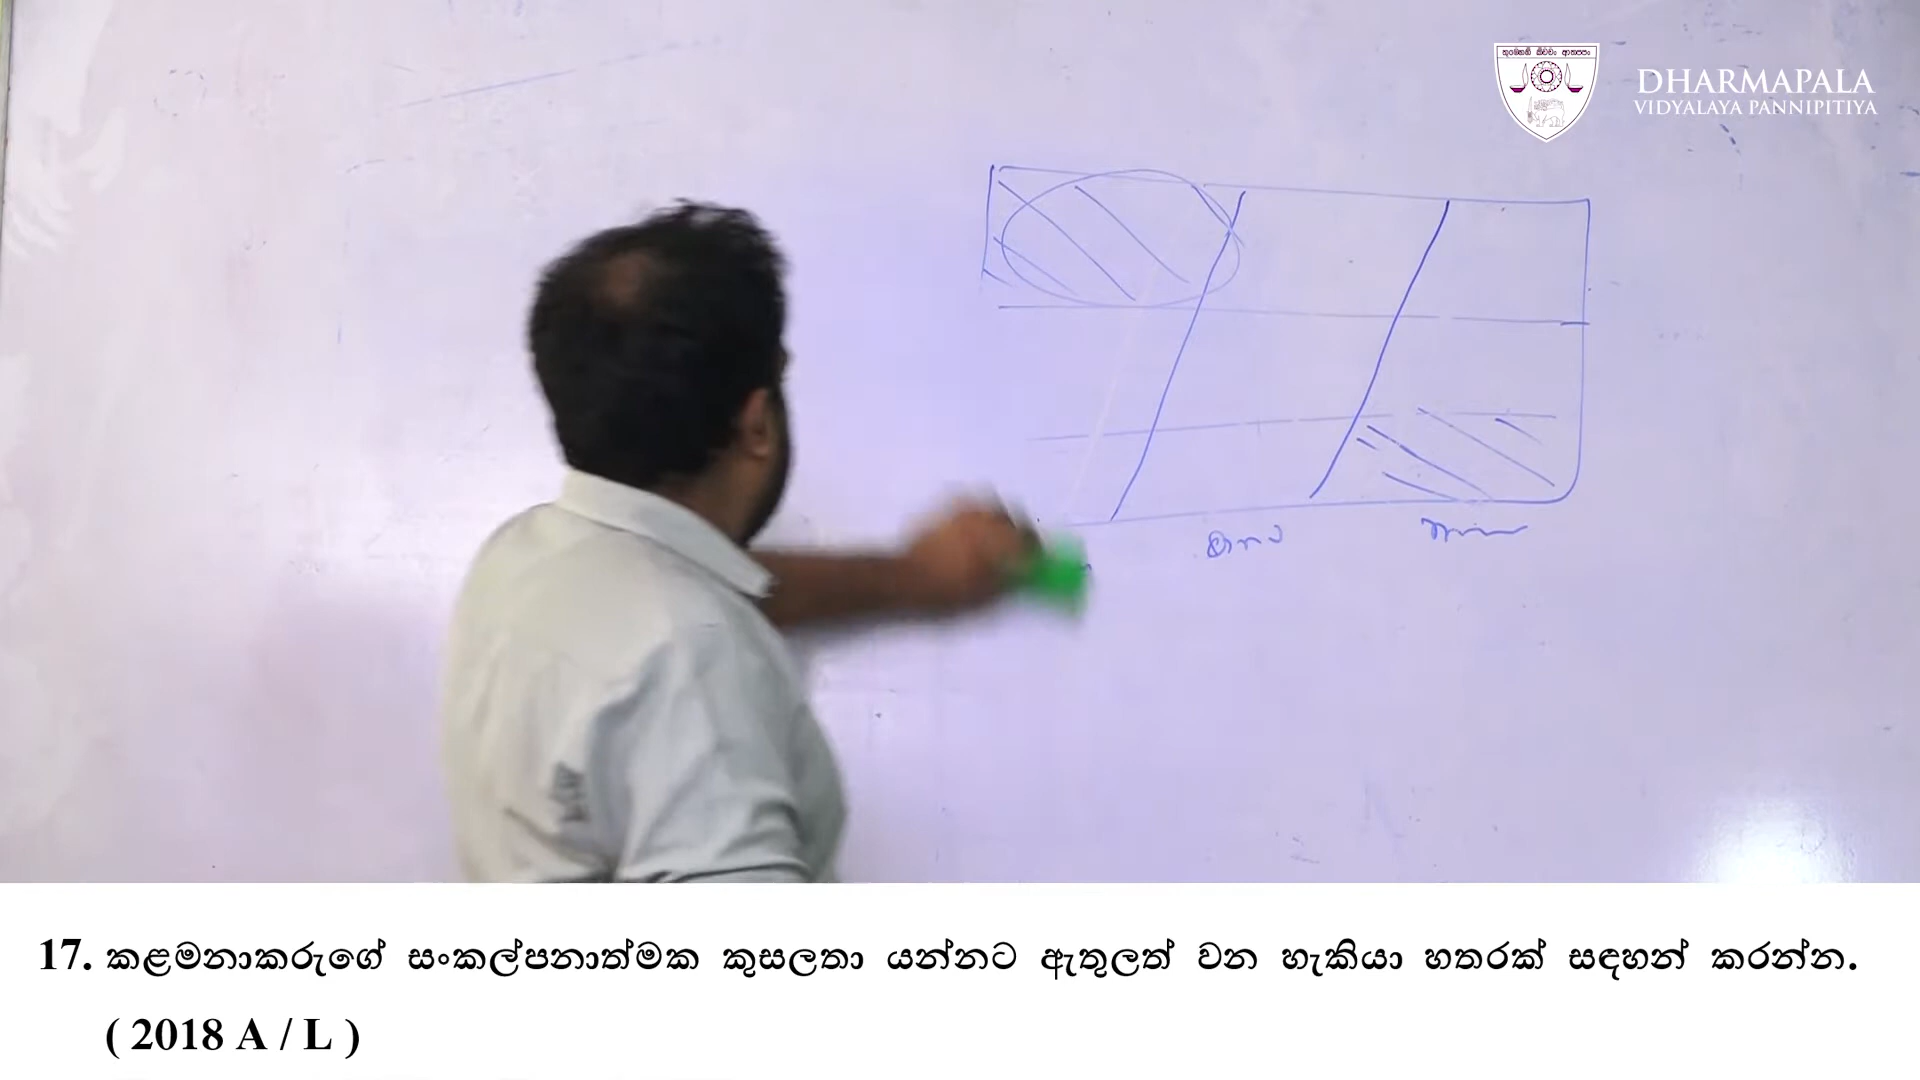 DHARMAPALA
VIDYALAYA PANNIPITIYA
මානව
17. කළමනාකරුගේ සංකල්පනාත්මක කුසලතා යන්නට ඇතුලත් වන හැකියා හතරක් සඳහන් කරන්න.
( 2018 A / L )